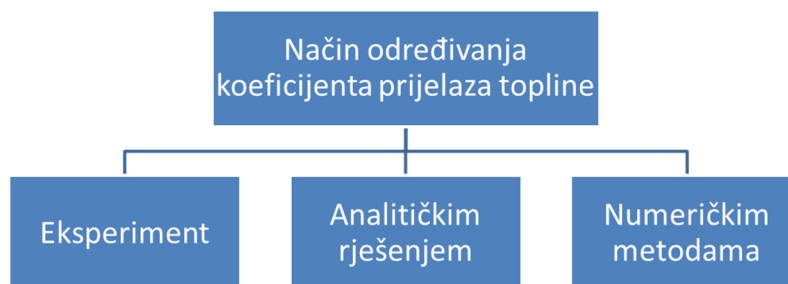 Način određivanja
koeficijenta prijelaza topline
Eksperiment
Analitičkim
rješenjem
Numeričkim
metodama